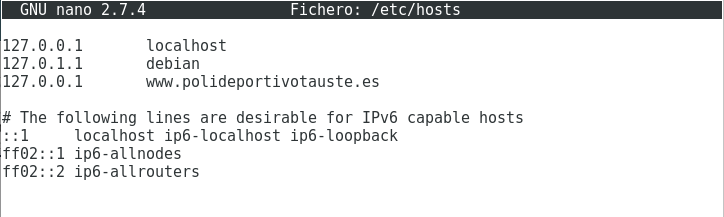 GNU nano 2.7.4 Fichero: /etc/hosts
127.0.0.1 localhost
127.0.1.1 debian
127.0.0.1 www.polideportivotauste.es
# The following lines are desirable for IPv6 capable hosts
::1 localhost ip6-localhost ip6-loopback
ff02::1 ip6-allnodes
ff02::2 ip6-allrouters